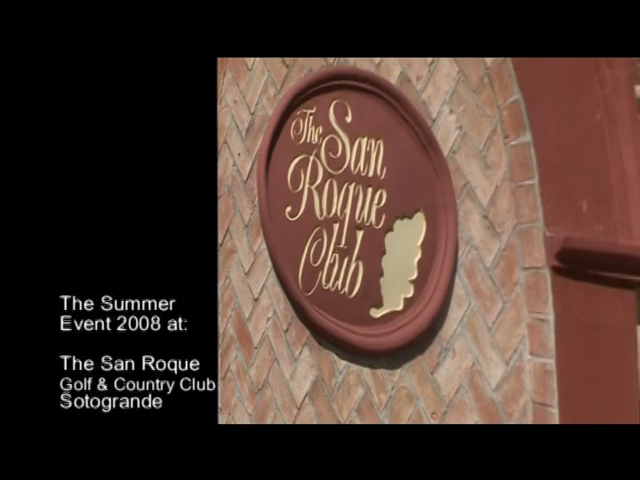 The Summer
Event 2008 at:
The San Roque
Golf & Country Club
Sotogrande
The San
Roque
Club